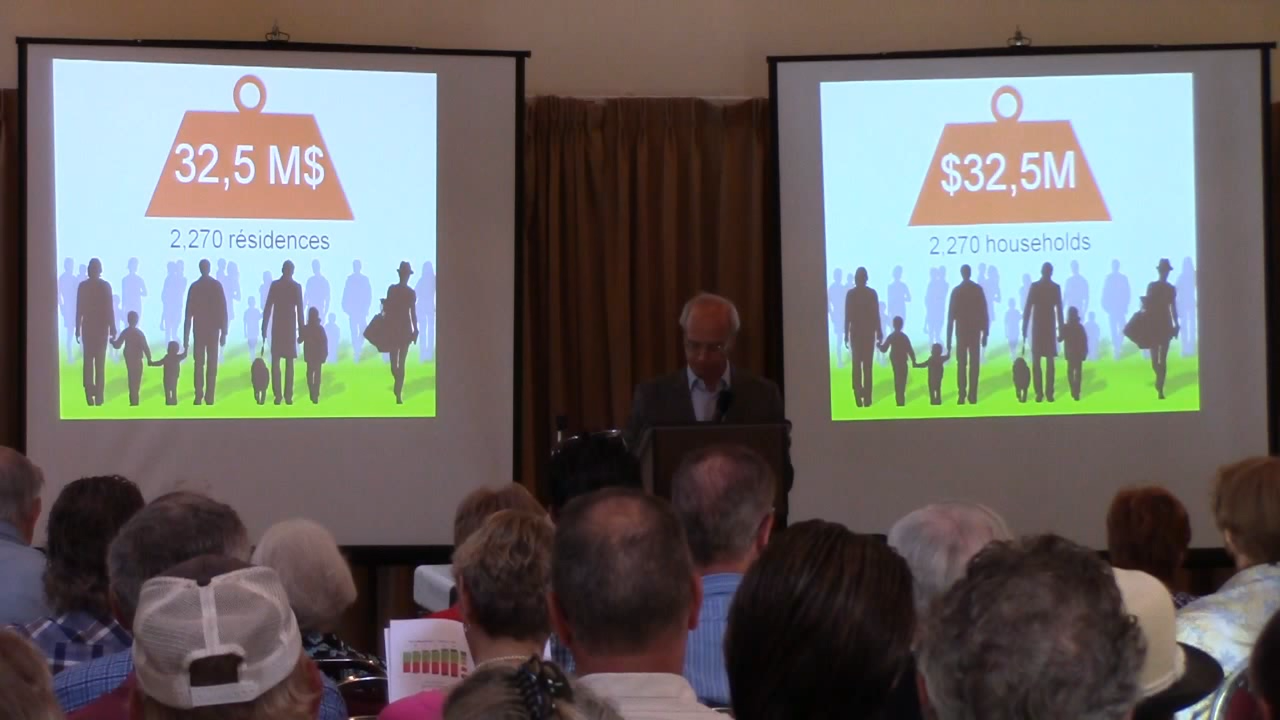 32,5 M$
2,270 résidences
$32,5M
2,270 households